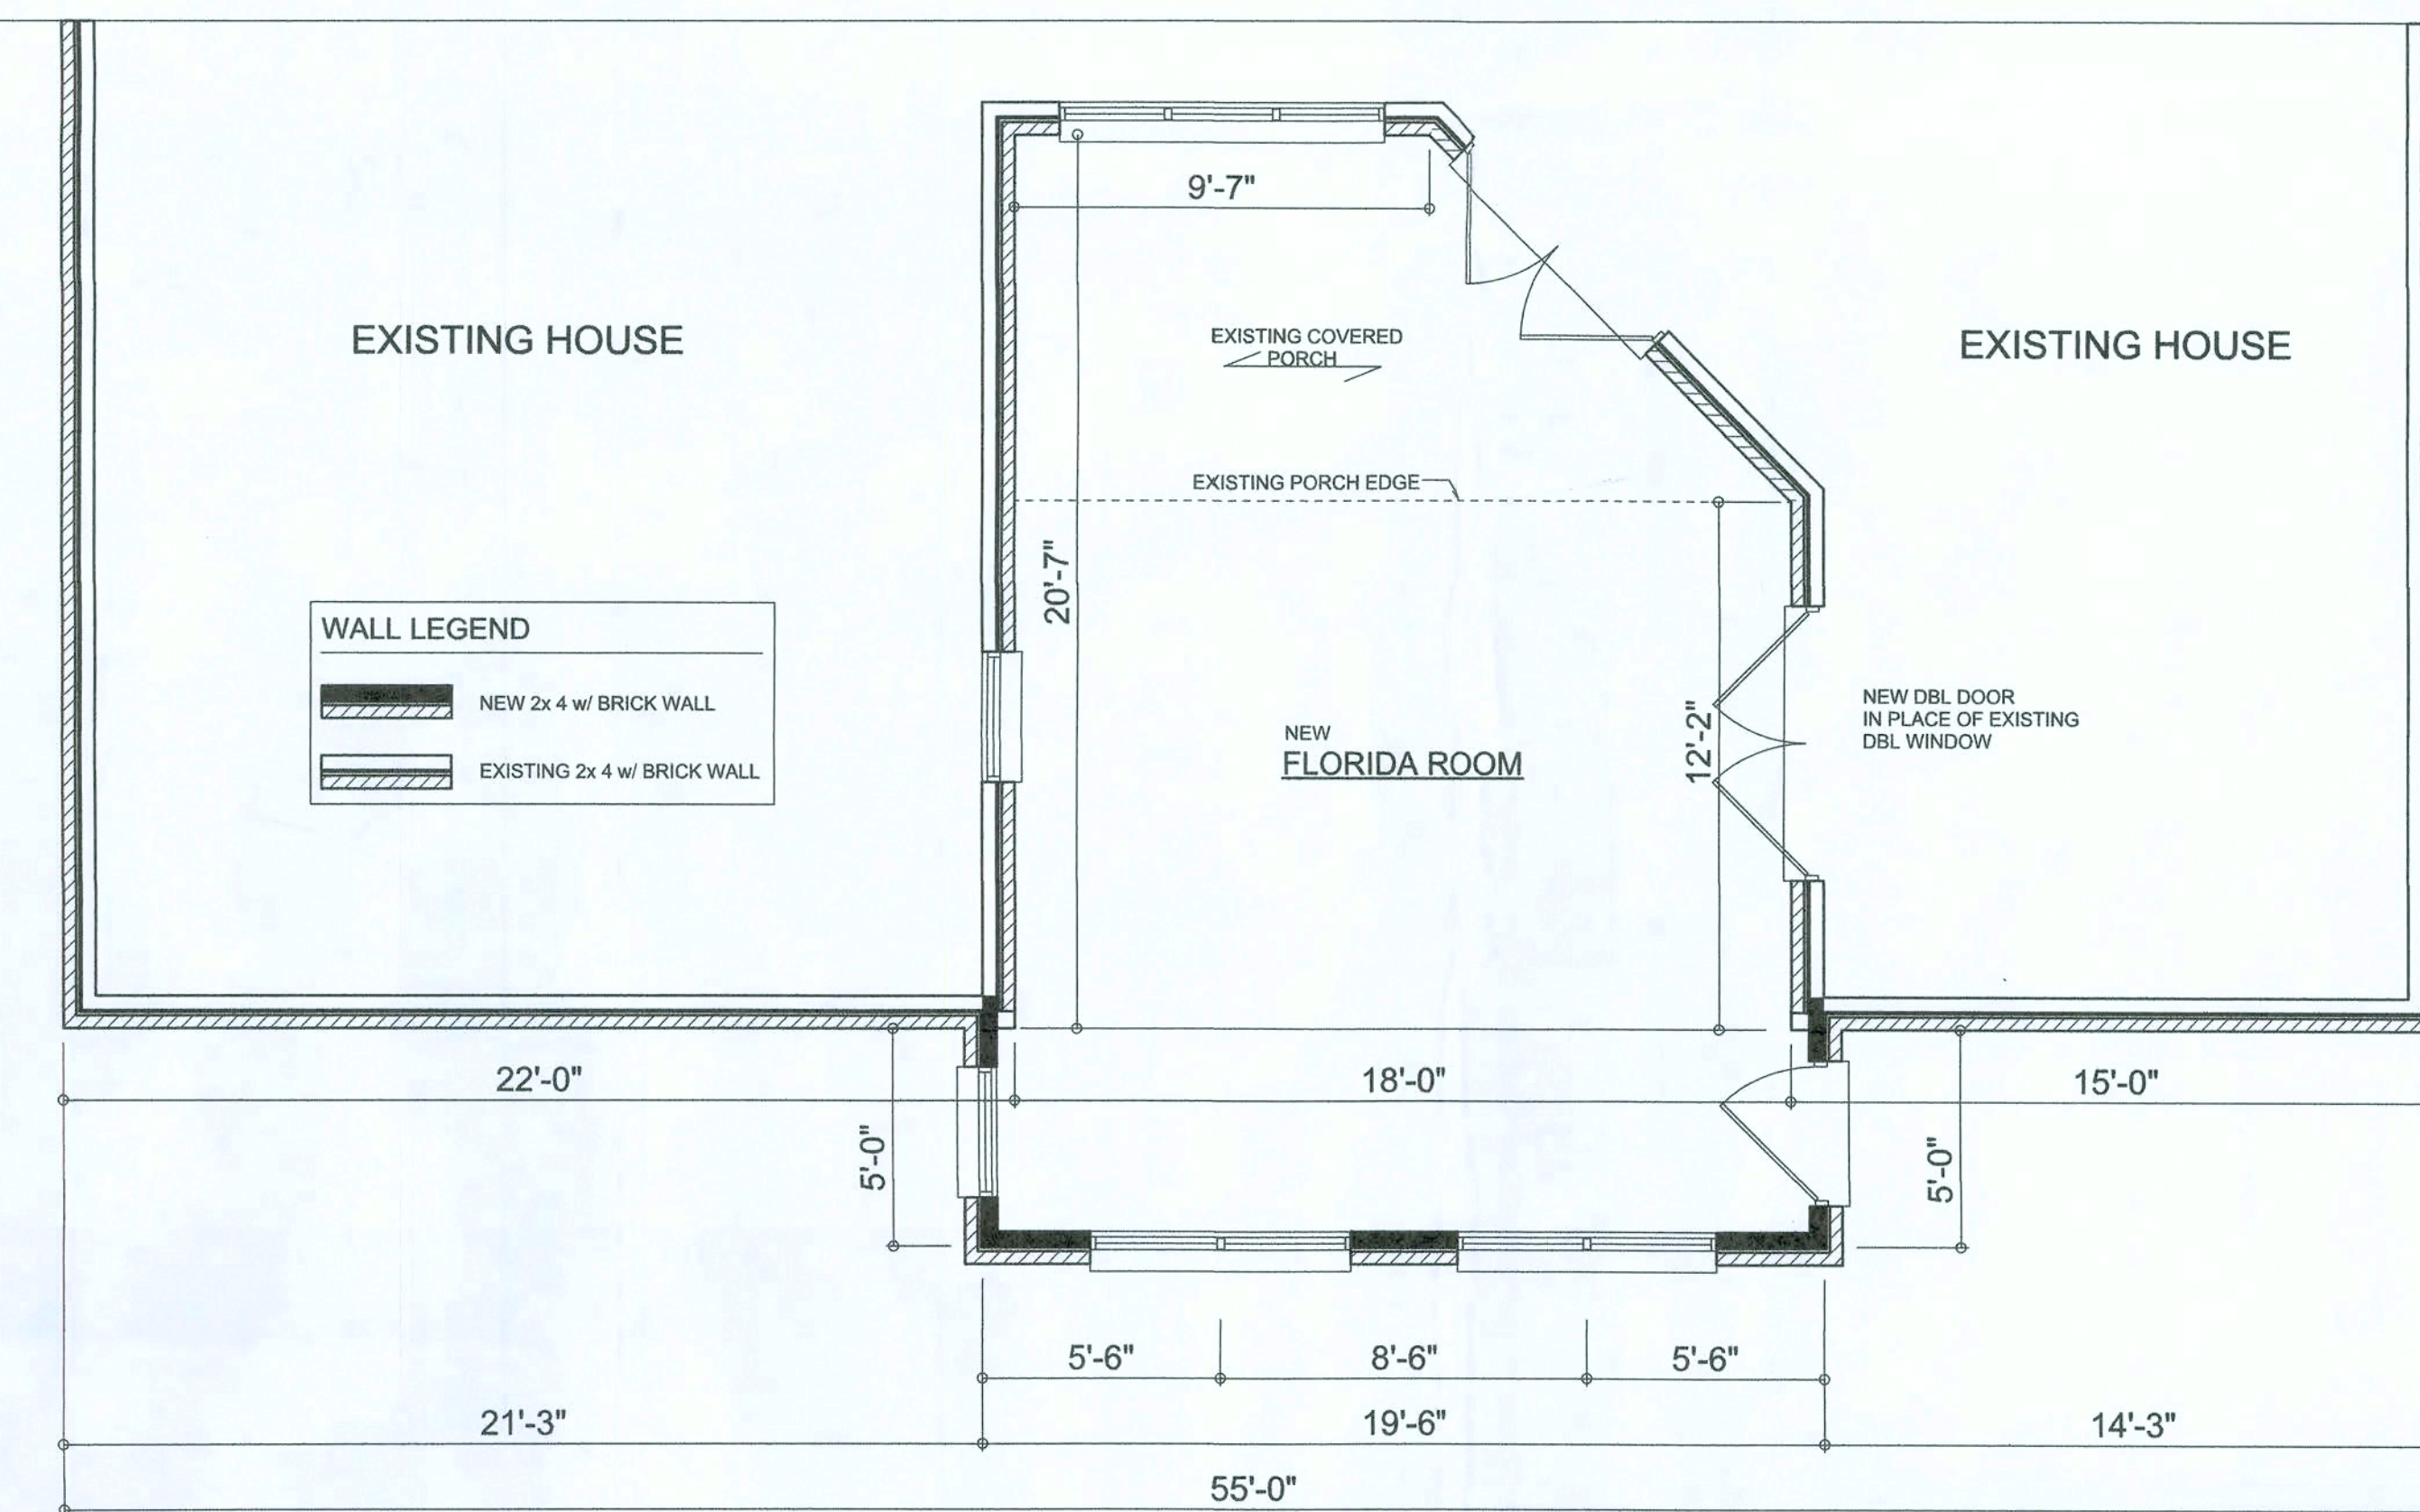 9'-7"
EXISTING HOUSE
EXISTING COVERED
PORCH
EXISTING HOUSE
EXISTING PORCH EDGE
20'-7"
WALL LEGEND
NEW 2x 4 w/ BRICK WALL
EXISTING 2x 4 w/ BRICK WALL
NEW
FLORIDA ROOM
12'-2"
NEW DBL DOOR
IN PLACE OF EXISTING
DBL WINDOW
22'-0"
18'-0"
15'-0"
5'-0"
5'-0"
5'-6"
8'-6"
5'-6"
21'-3"
19'-6"
14'-3"
55'-0"